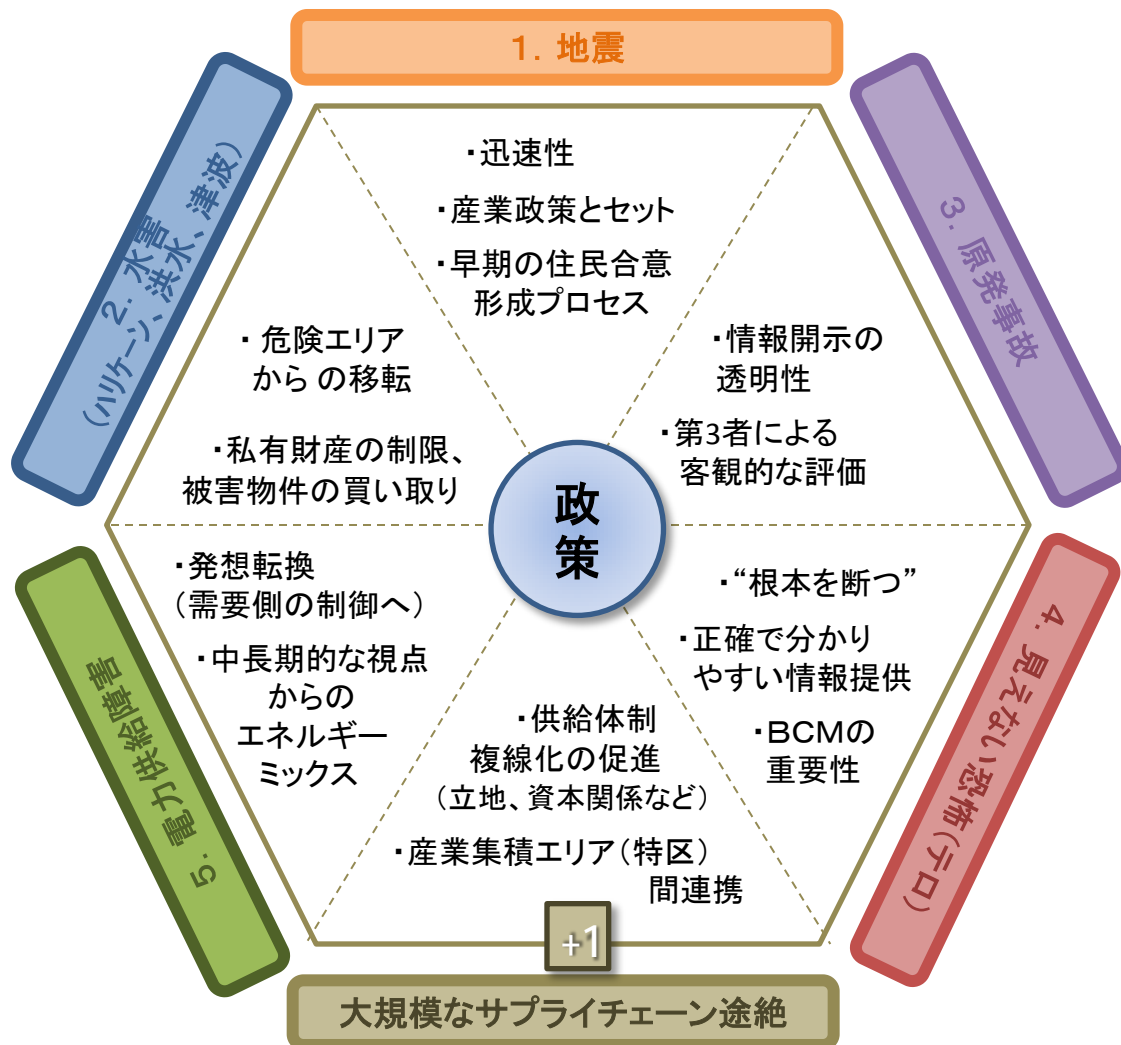 1. 地震
2. 水害
（ハリケーン、洪水、津波）
3. 原発事故
4. 見えない恐怖（テロ）
5. 電力供給障害
+1
大規模なサプライチェーン途絶
政
策
・迅速性
・産業政策とセット
・早期の住民合意
形成プロセス
・ 危険エリア
から の移転
・私有財産の制限、
被害物件の買い取り
・情報開示の
透明性
・第3者による
客観的な評価
・発想転換
（需要側の制御へ）
・中長期的な視点
からの
エネルギー
ミックス
・“根本を断つ”
・正確で分かり
やすい情報提供
・BCMの
重要性
・供給体制
複線化の促進
（立地、資本関係など）
・産業集積エリア（特区）
間連携